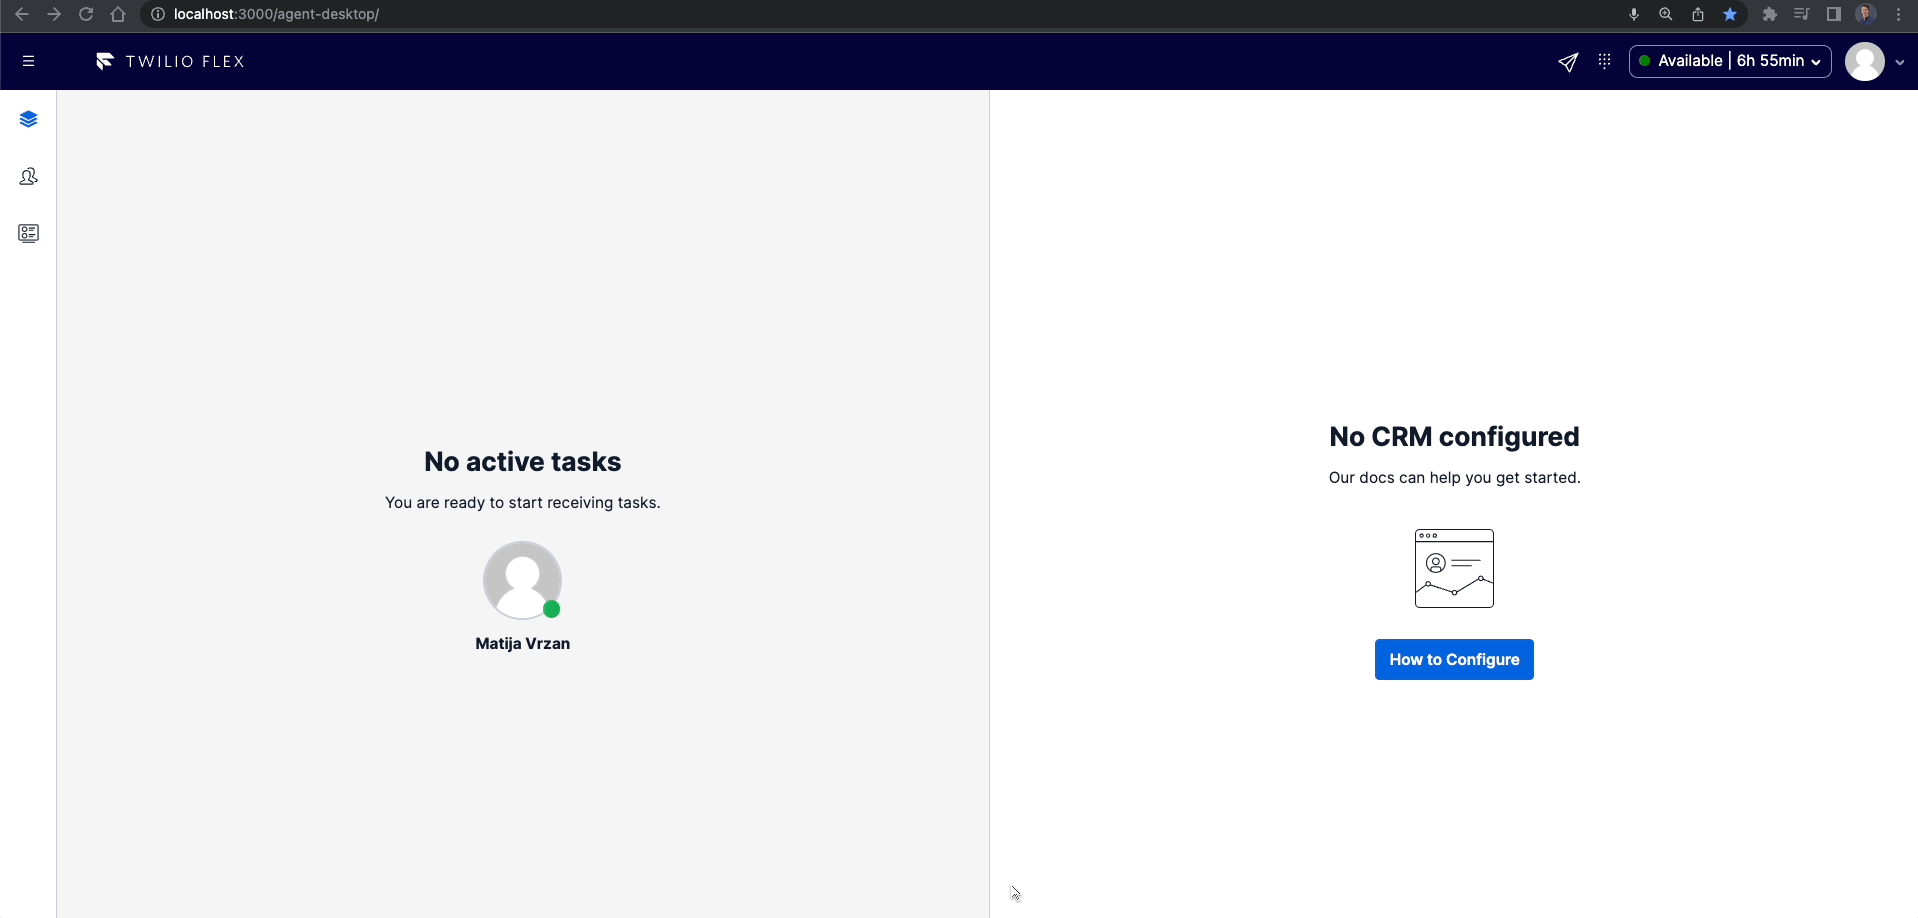 localhost:3000/agent-desktop/
TWILIO FLEX
Available | 6h 55min
No active tasks
You are ready to start receiving tasks.
Matija Vrzan
No CRM configured
Our docs can help you get started.
How to Configure